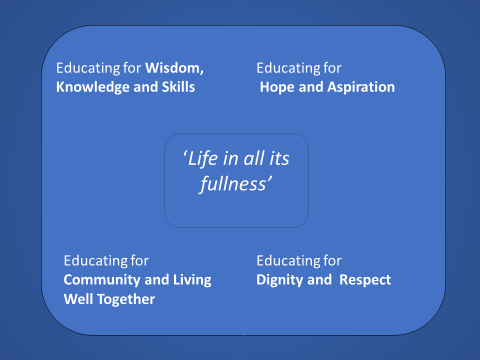 Educating for Wisdom,
Knowledge and Skills
Educating for
Hope and Aspiration
‘Life in all its
fullness’
Educating for
Community and Living
Well Together
Educating for
Dignity and  Respect